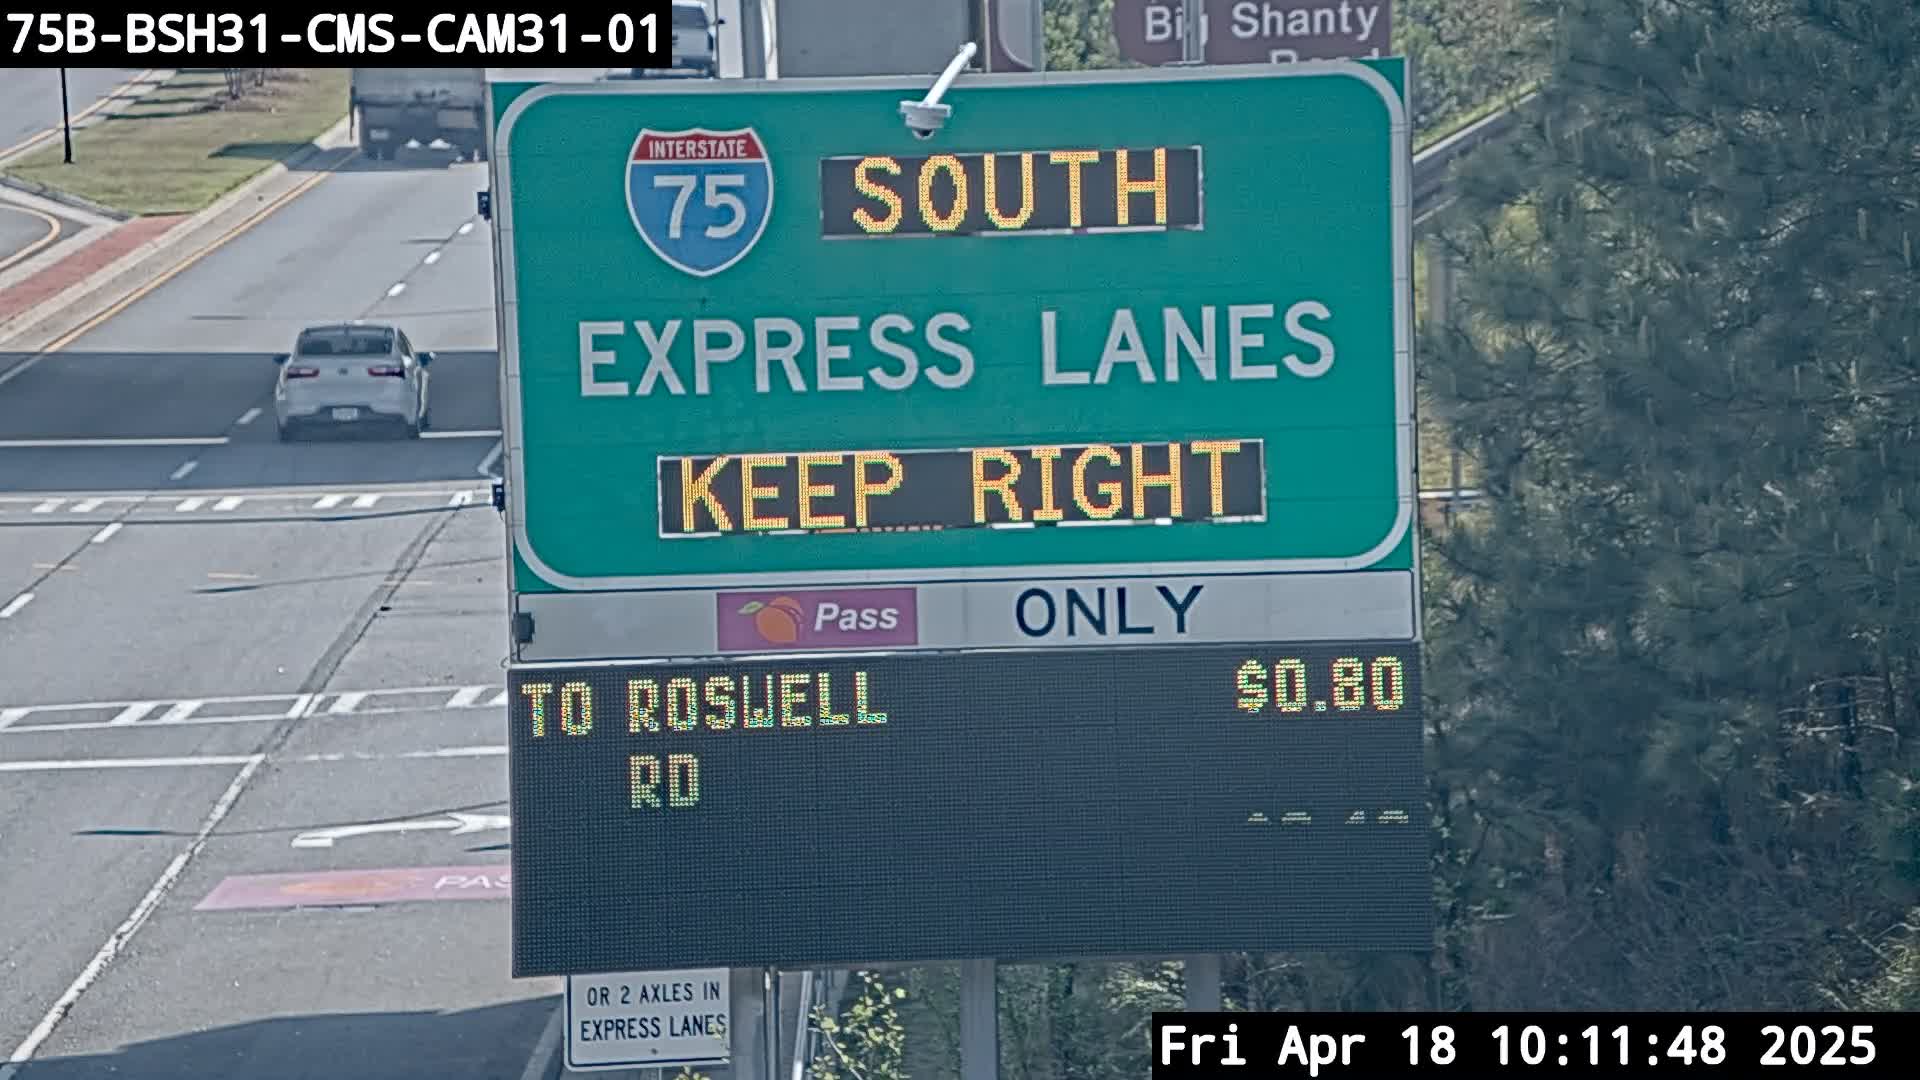 75B-BSH31-CMS-CAM31-01
Big Shanty
INTERSTATE
75
SOUTH
EXPRESS LANES
KEEP RIGHT
Pass
ONLY
TO ROSWELL $0.80
RD
OR 2 AXLES IN
EXPRESS LANES
Fri Apr 18 10:11:48 2025